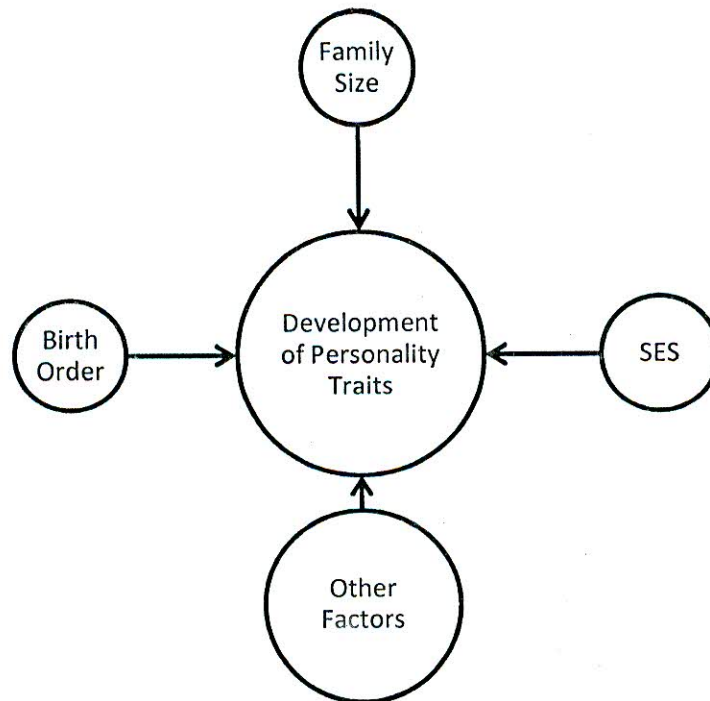 Family
Size
Birth
Order
Development
of Personality
Traits
SES
Other
Factors